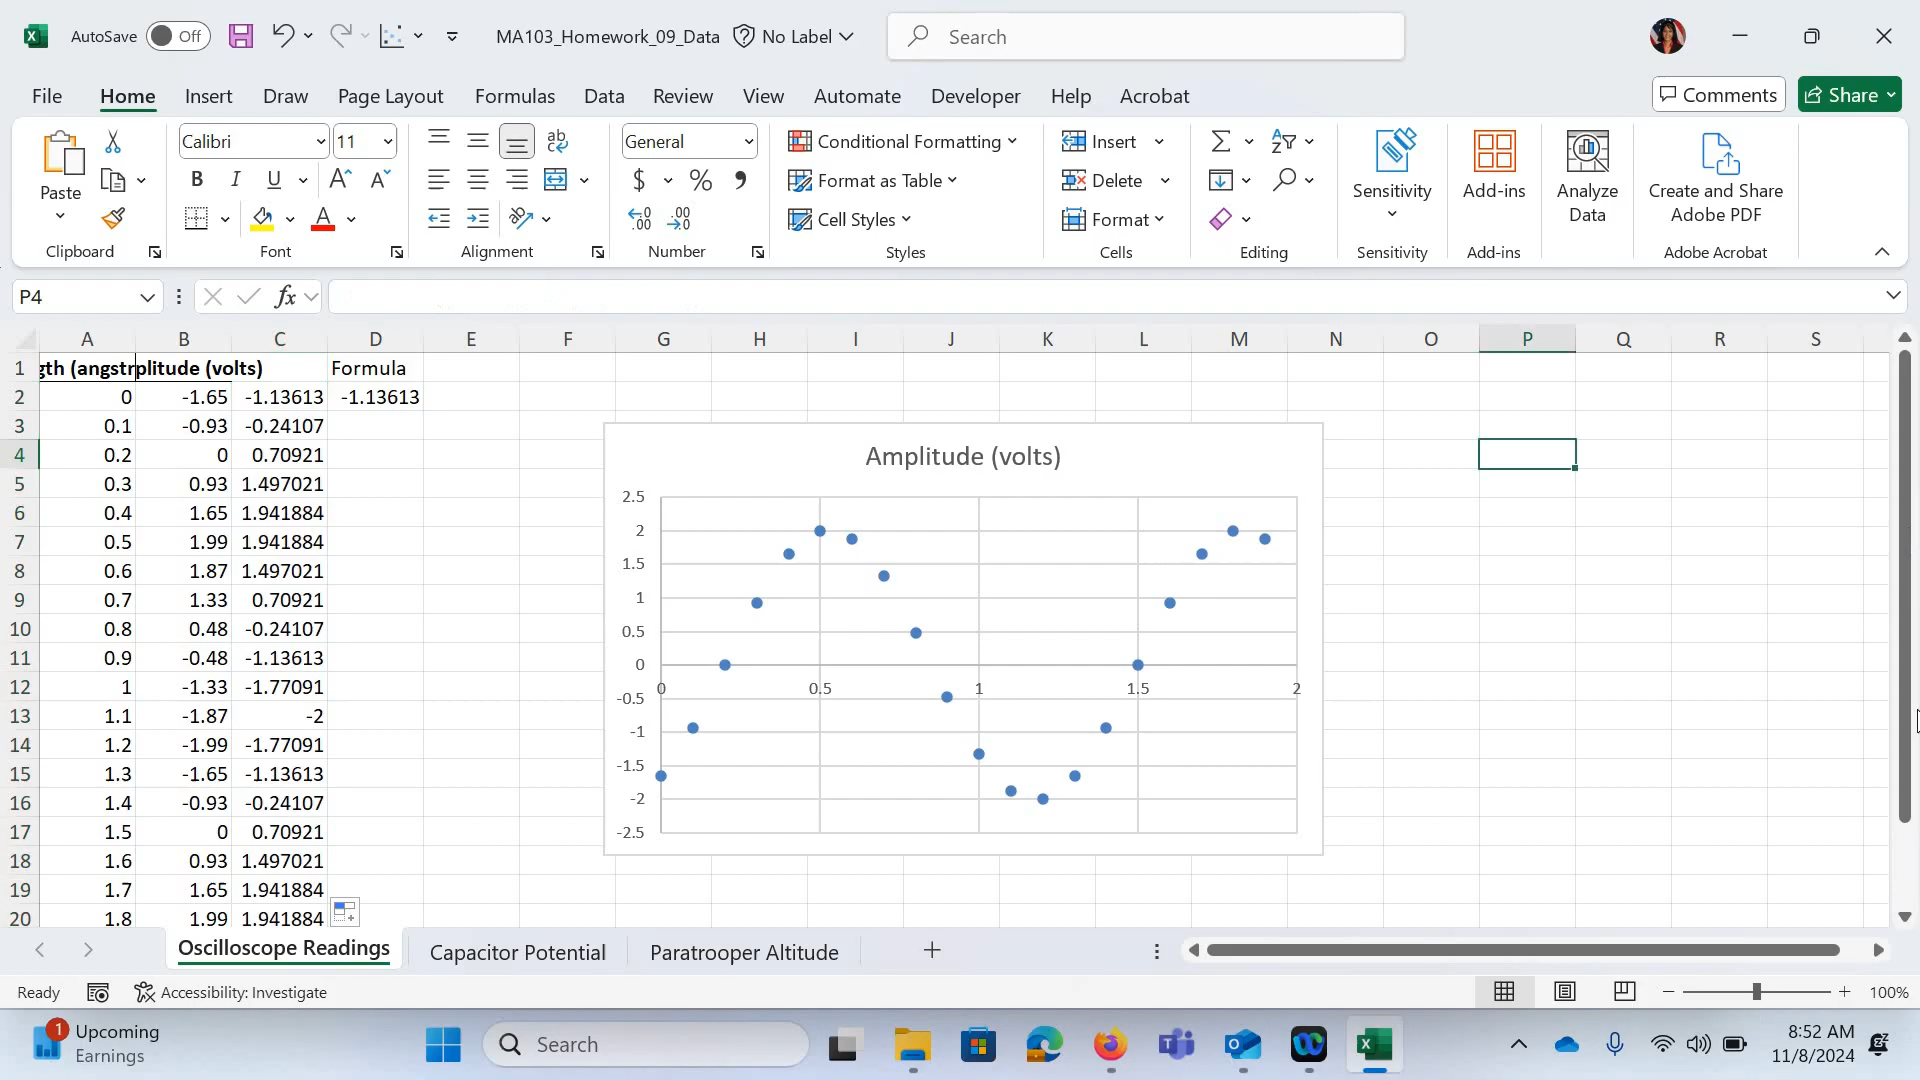 AutoSave Off MA103_Homework_09_Data No Label Search
File Home Insert Draw Page Layout Formulas Data Review View Automate Developer Help Acrobat Comments Share
Paste Calibri 11 B I U A A A ab General $ % Conditional Formatting Format as Table Cell Styles Insert Delete Format Sensitivity Add-ins Analyze Data Create and Share Adobe PDF
Clipboard Font Alignment Number Styles Cells Editing Sensitivity Add-ins Adobe Acrobat
P4 fx
A B C D E F G H I J K L M N O P Q R S
1 gth (angstr plitude (volts) Formula
2 0 -1.65 -1.13613 -1.13613
3 0.1 -0.93 -0.24107
4 0.2 0 0.70921
5 0.3 0.93 1.497021
6 0.4 1.65 1.941884
7 0.5 1.99 1.941884
8 0.6 1.87 1.497021
9 0.7 1.33 0.70921
10 0.8 0.48 -0.24107
11 0.9 -0.48 -1.13613
12 1 -1.33 -1.77091
13 1.1 -1.87 -2
14 1.2 -1.99 -1.77091
15 1.3 -1.65 -1.13613
16 1.4 -0.93 -0.24107
17 1.5 0 0.70921
18 1.6 0.93 1.497021
19 1.7 1.65 1.941884
20 1.8 1.99 1.941884
Amplitude (volts)
2.5
2
1.5
1
0.5
0
-0.5
-1
-1.5
-2
-2.5
0 0.5 1 1.5 2
Oscilloscope Readings Capacitor Potential Paratrooper Altitude
Ready Accessibility: Investigate 100%
1 Upcoming
Earnings
Search
8:52 AM
11/8/2024